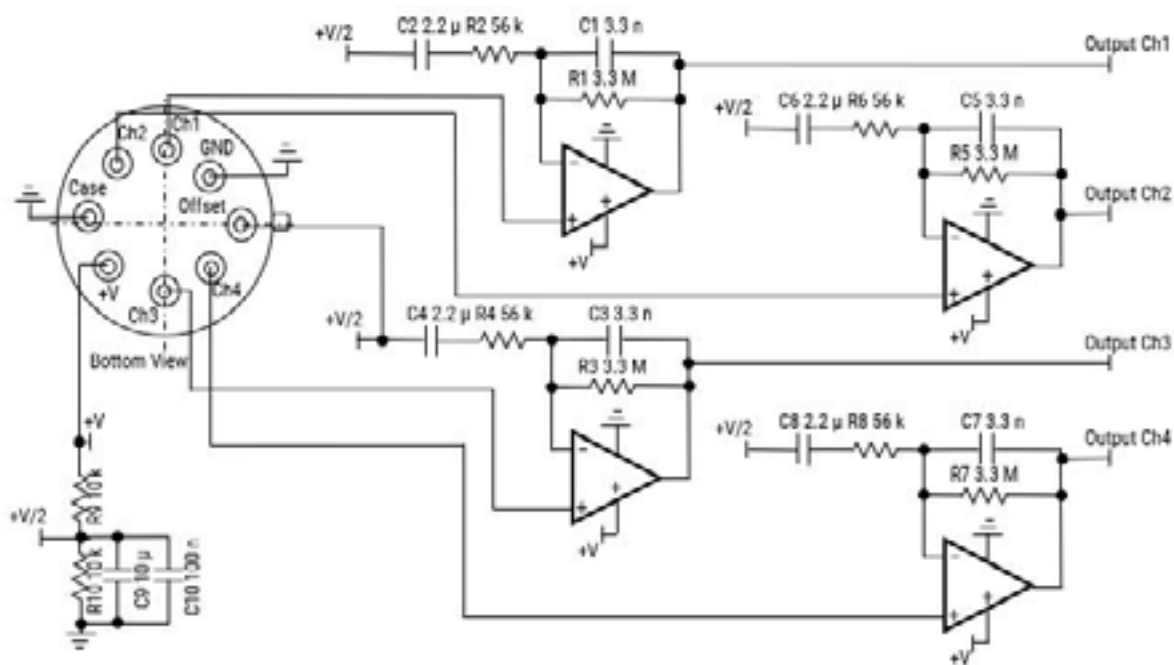 C2 2.2 µ R2 56 k
C1 3.3 n
+V/2
Output Ch1
R1 3.3 M
C6 2.2 µ R6 56 k
C5 3.3 n
+V/2
Ch2
Ch1
GND
R5 3.3 M
Case
Offset
Output Ch2
-
+
+V
-
+
+
+V
Ch4
Ch3
+V
Bottom View
C4 2.2 µ R4 56 k
C3 3.3 n
+V/2
Output Ch3
R3 3.3 M
+V
C8 2.2 µ R8 56 k
C7 3.3 n
+V/2
Output Ch4
R7 3.3 M
-
+
+
+V
R9 10 k
+V/2
R10 10 k
C9 10 µ
C10 100 n
-
+
+
+V